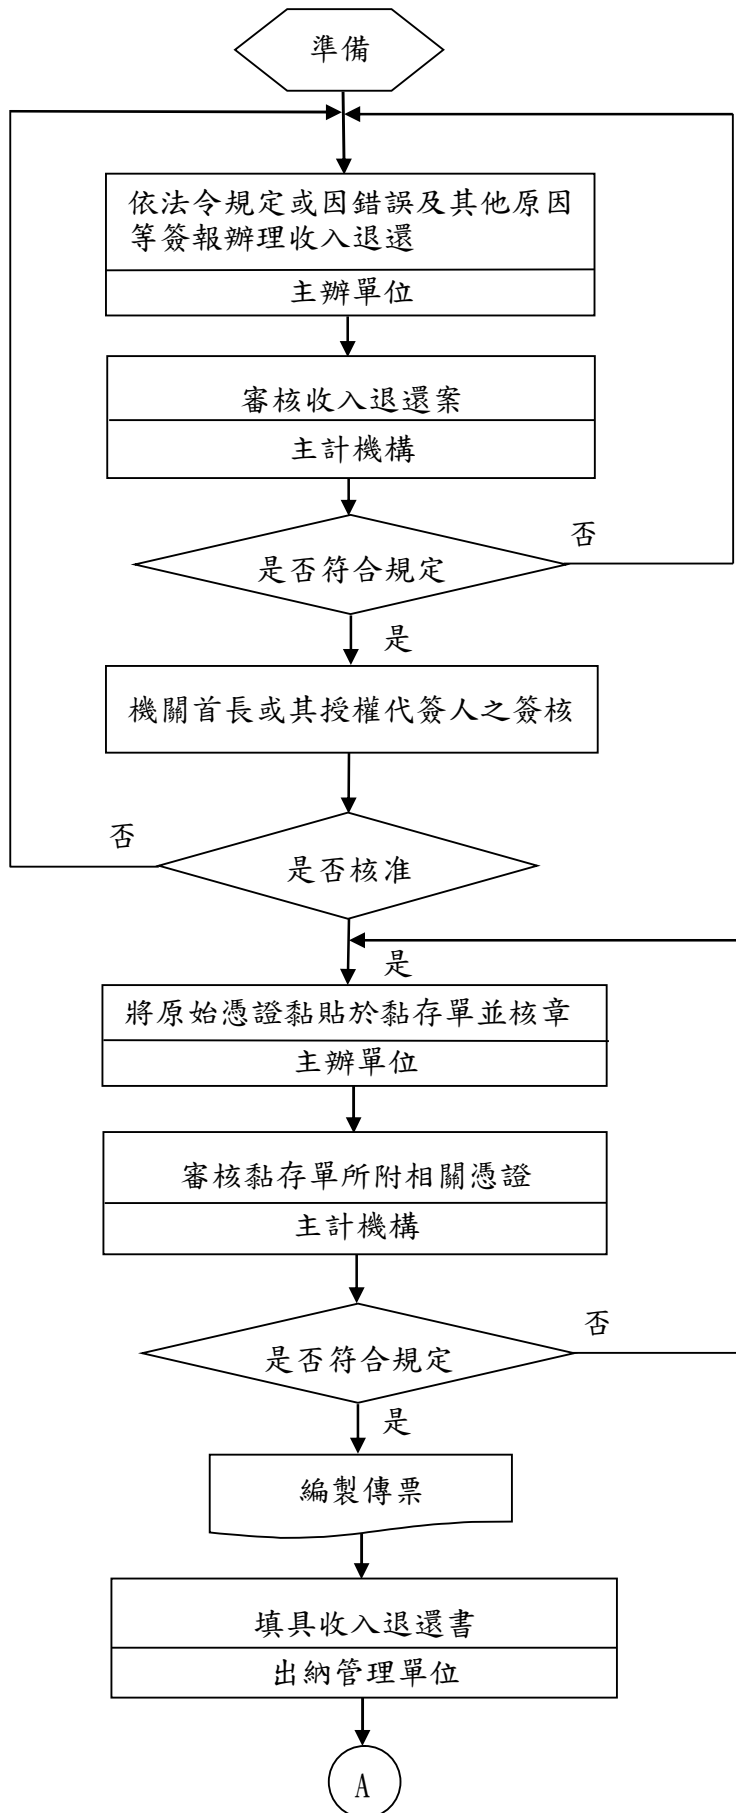 準備
依法令規定或因錯誤及其他原因
等簽報辦理收入退還
主辦單位
審核收入退還案
主計機構
否
是否符合規定
是
機關首長或其授權代簽人之簽核
否
是否核准
是
將原始憑證黏貼於黏存單並核章
主辦單位
審核黏存單所附相關憑證
主計機構
否
是否符合規定
是
編製傳票
填具收入退還書
出納管理單位
A